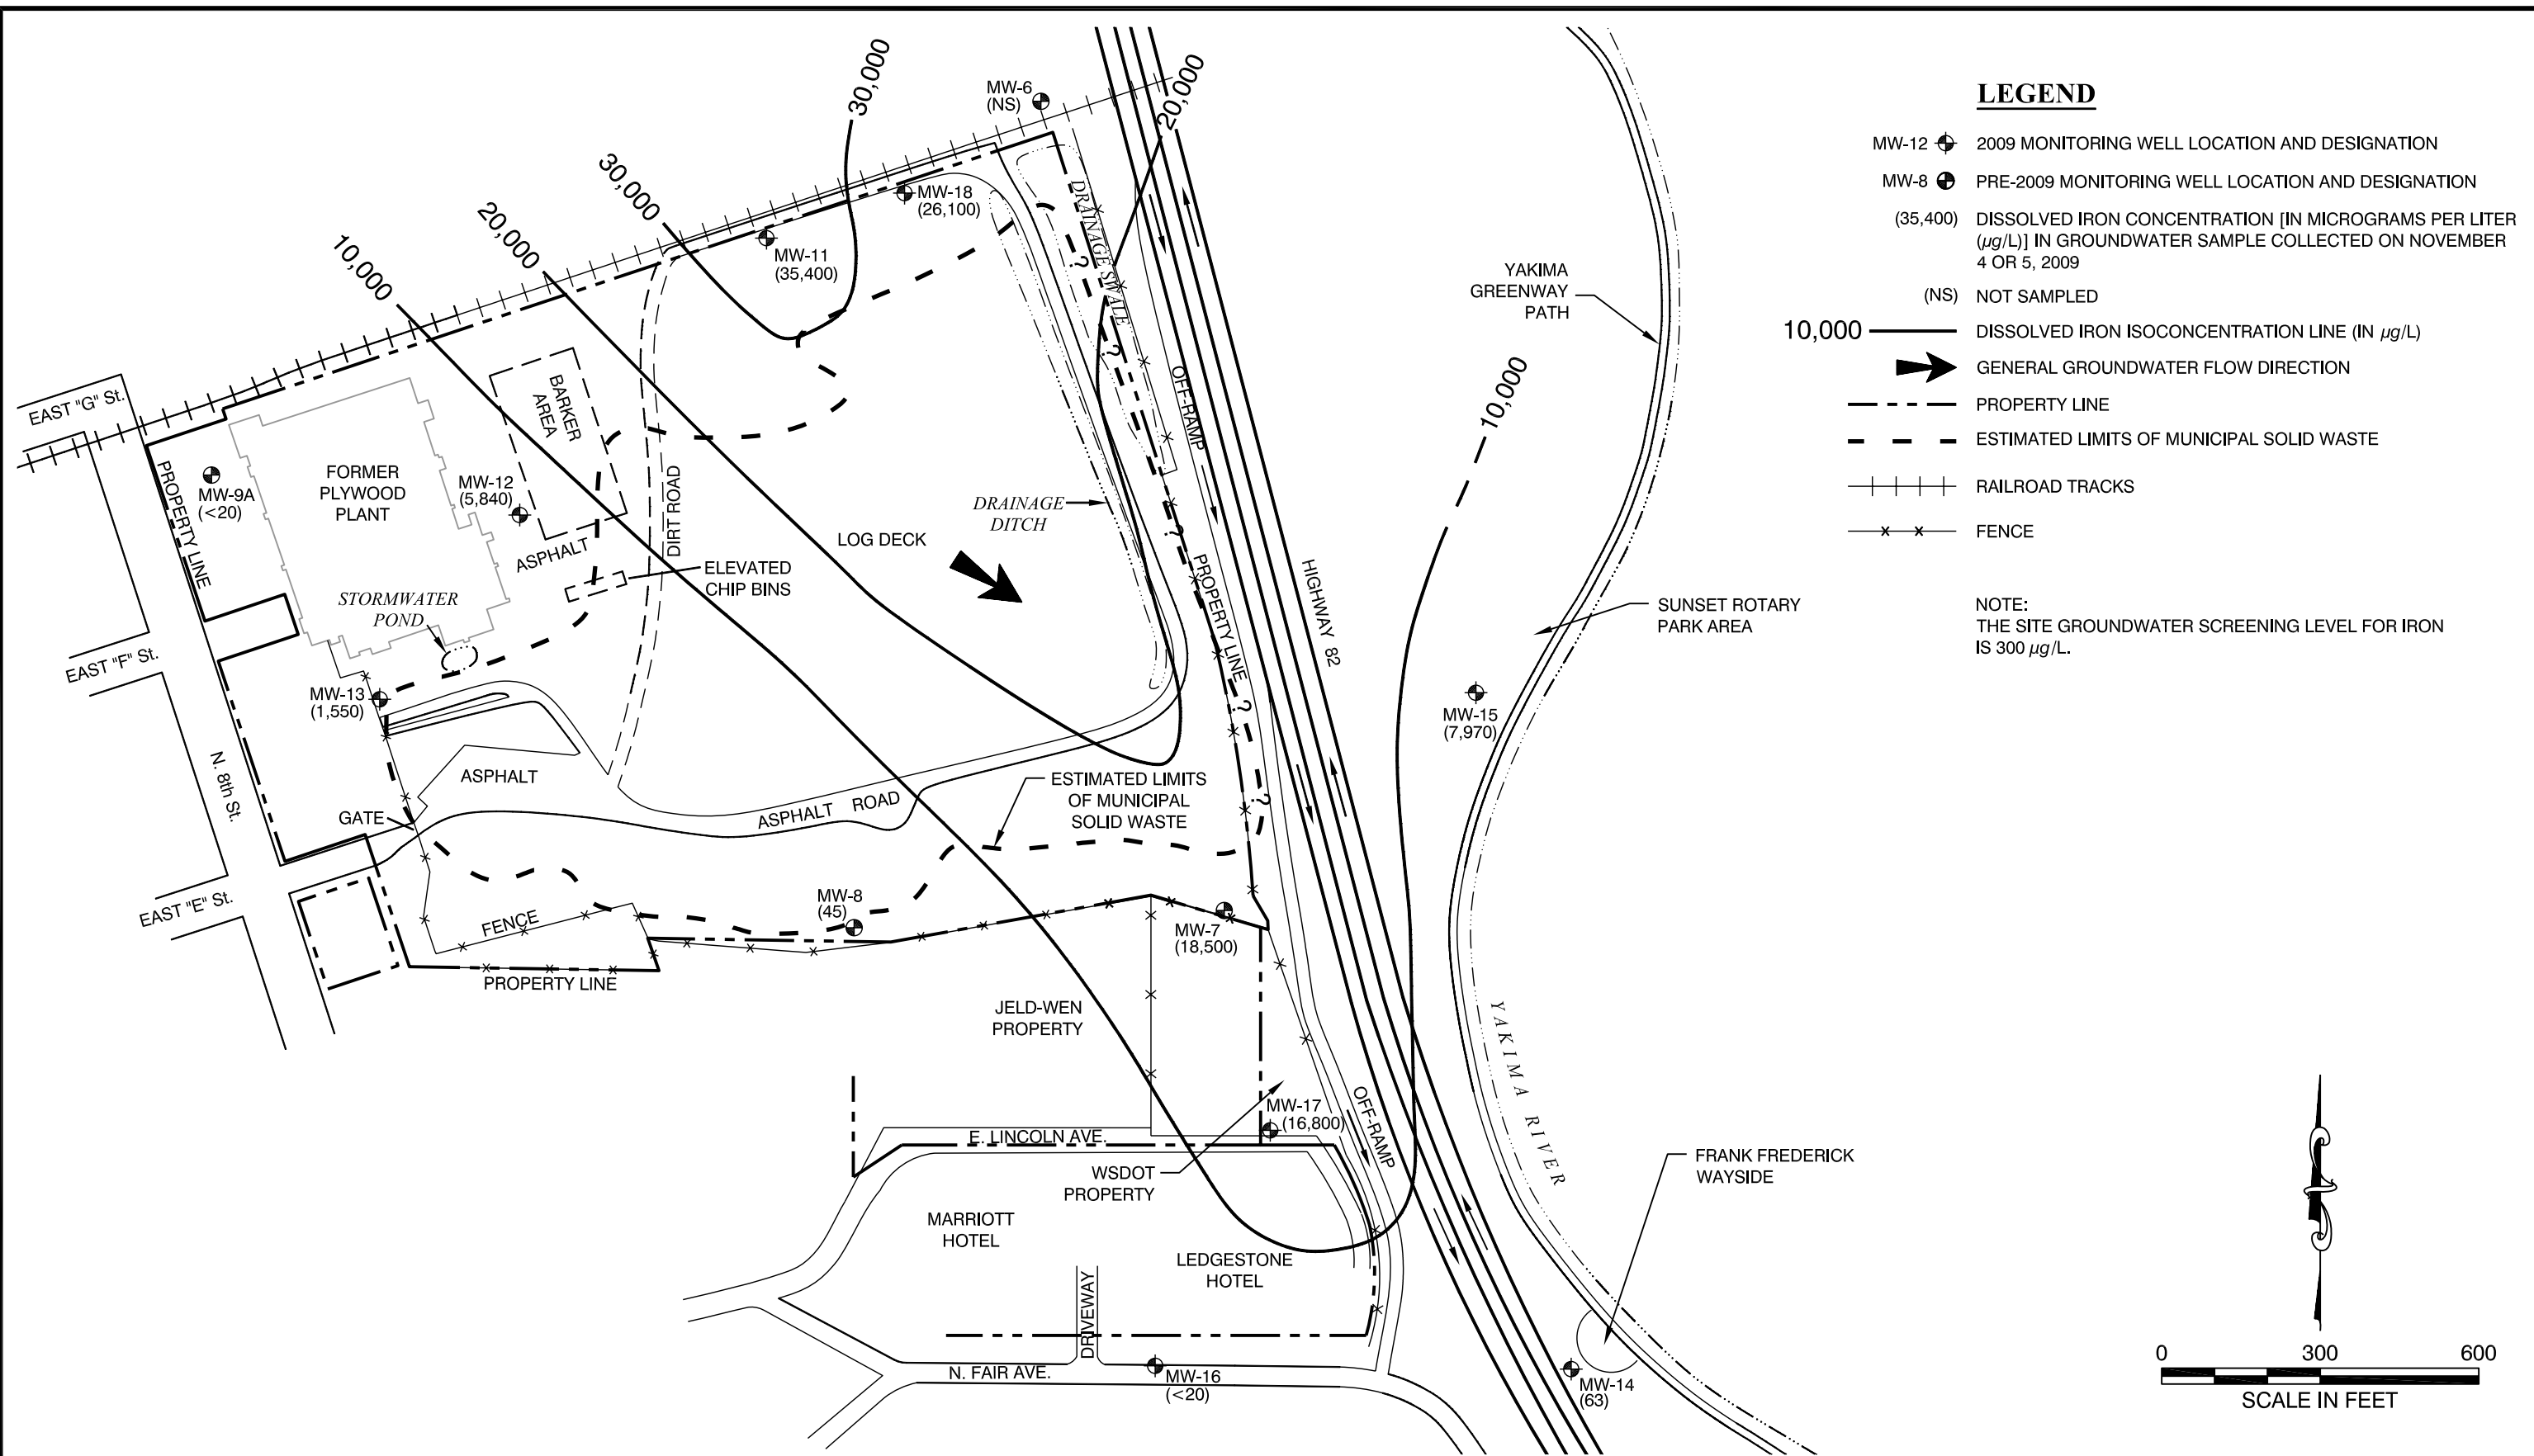 30,000
20,000
MW-6
(NS)
30,000
20,000
10,000
MW-18
(26,100)
MW-11
(35,400)
DRAINAGE SWALE
?
?
?
?
?
OFF-RAMP
10,000
YAKIMA
GREENWAY
PATH
EAST "G" St.
PROPERTY LINE
MW-9A
(<20)
FORMER
PLYWOOD
PLANT
MW-12
(5,840)
BARKER
AREA
ASPHALT
DIRT ROAD
ELEVATED
CHIP BINS
LOG DECK
DRAINAGE
DITCH
PROPERTY LINE
HIGHWAY 82
SUNSET ROTARY
PARK AREA
STORMWATER
POND
EAST "F" St.
MW-13
(1,550)
MW-15
(7,970)
N. 8th St.
ASPHALT
GATE
ASPHALT ROAD
ESTIMATED LIMITS
OF MUNICIPAL
SOLID WASTE
EAST "E" St.
FENCE
MW-8
(45)
MW-7
(18,500)
PROPERTY LINE
JELD-WEN
PROPERTY
YAKIMA RIVER
MW-17
(16,800)
OFF-RAMP
E. LINCOLN AVE.
WSDOT
PROPERTY
FRANK FREDERICK
WAYSIDE
MARRIOTT
HOTEL
LEDGESTONE
HOTEL
DRIVEWAY
N. FAIR AVE.
MW-16
(<20)
MW-14
(63)
LEGEND
MW-12 2009 MONITORING WELL LOCATION AND DESIGNATION
MW-8 PRE-2009 MONITORING WELL LOCATION AND DESIGNATION
(35,400) DISSOLVED IRON CONCENTRATION [IN MICROGRAMS PER LITER
(µg/L)] IN GROUNDWATER SAMPLE COLLECTED ON NOVEMBER
4 OR 5, 2009
(NS) NOT SAMPLED
10,000 DISSOLVED IRON ISOCONCENTRATION LINE (IN µg/L)
GENERAL GROUNDWATER FLOW DIRECTION
PROPERTY LINE
ESTIMATED LIMITS OF MUNICIPAL SOLID WASTE
RAILROAD TRACKS
FENCE
NOTE:
THE SITE GROUNDWATER SCREENING LEVEL FOR IRON
IS 300 µg/L.
0 300 600
SCALE IN FEET